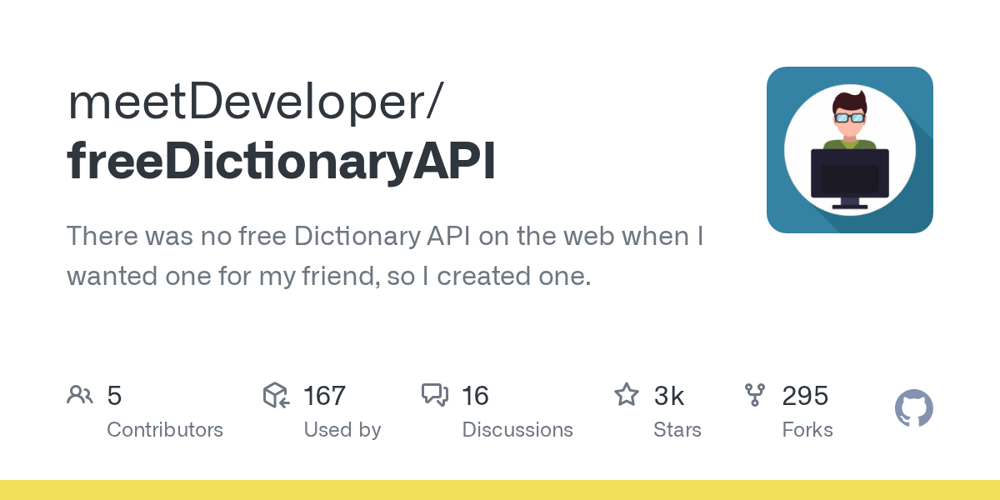 meetDeveloper/
freeDictionaryAPI
There was no free Dictionary API on the web when I
wanted one for my friend, so I created one.
5
Contributors
167
Used by
16
Discussions
3k
Stars
295
Forks